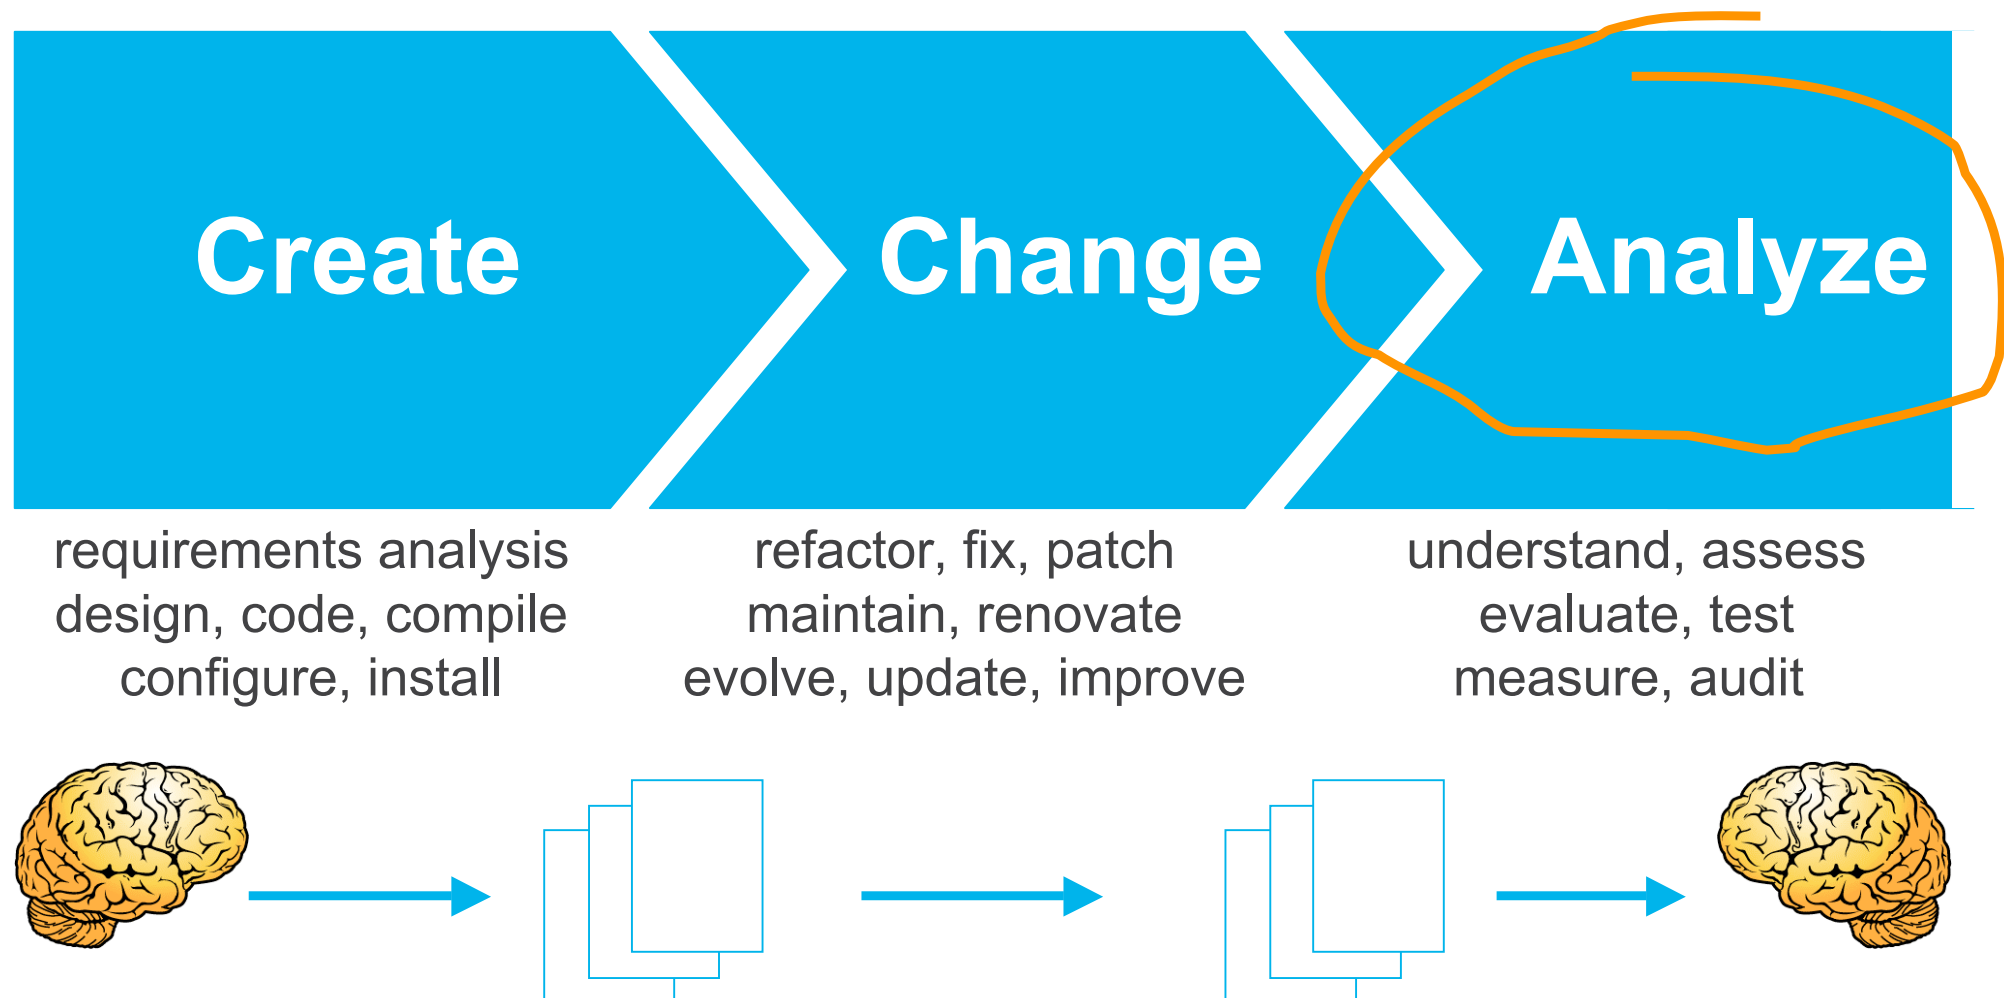 Create
Change
Analyze
requirements analysis
design, code, compile
configure, install
refactor, fix, patch
maintain, renovate
evolve, update, improve
understand, assess
evaluate, test
measure, audit